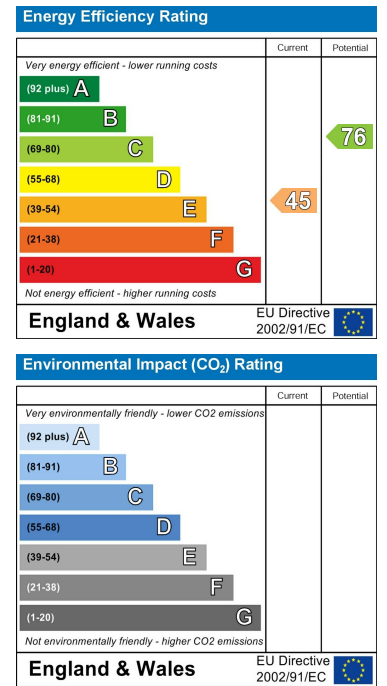 Energy Efficiency Rating
Current Potential
Very energy efficient - lower running costs
(92 plus) A
(81-91) B
(69-80) C
76
(55-68) D
(39-54) E
45
(21-38) F
(1-20) G
Not energy efficient - higher running costs
England & Wales
EU Directive
2002/91/EC
Environmental Impact (CO₂) Rating
Current Potential
Very environmentally friendly - lower CO2 emissions
(92 plus) A
(81-91) B
(69-80) C
(55-68) D
(39-54) E
(21-38) F
(1-20) G
Not environmentally friendly - higher CO2 emissions
England & Wales
EU Directive
2002/91/EC